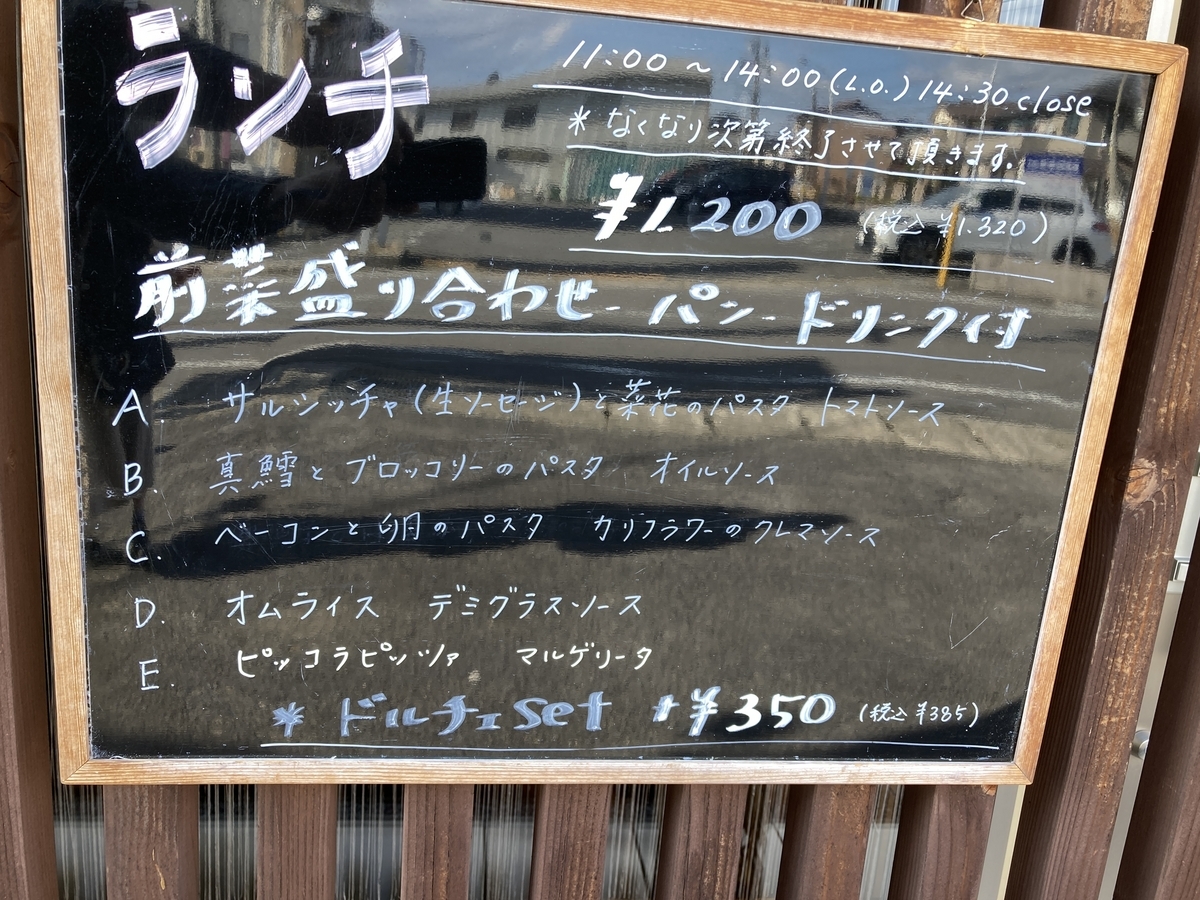 ランチ
11:00 ~ 14:00 (L.O.) 14:30 close
* なくなり次第終了させて頂きます。
¥1.200 (税込 ¥1.320)
前菜盛り合わせ - パン - ドリンク付
A. サルシッチャ (生ソーセージ) と菜花のパスタ トマトソース
B. 真鱈とブロッコリーのパスタ オイルソース
C. ベーコンと卵のパスタ カリフラワーのクレマソース
D. オムライス デミグラスソース
E. ピッコラピッツァ マルゲリータ
* ドルチェset +¥350 (税込 ¥385)